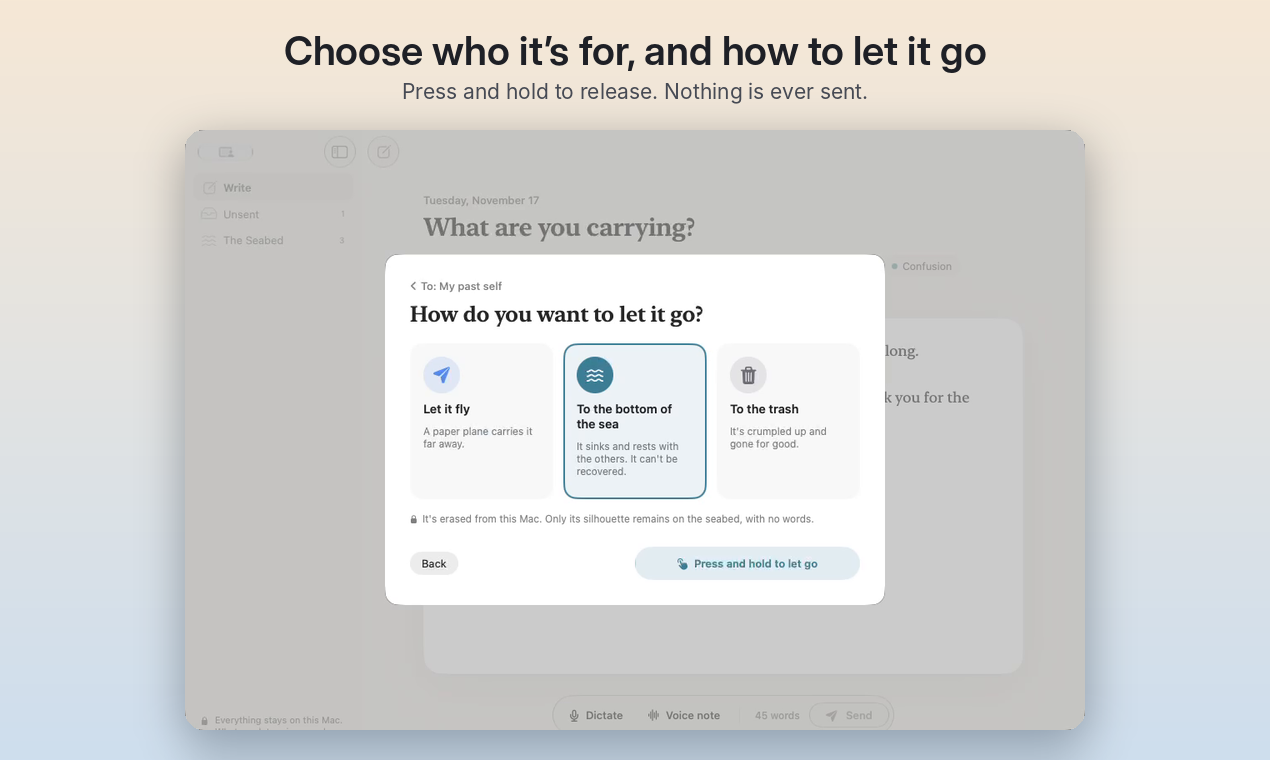 Choose who it's for, and how to let it go
Press and hold to release. Nothing is ever sent.
Write
Unsent 1
The Seabed 3
Tuesday, November 17
What are you carrying?
Confusion
long.
you for the
To: My past self
How do you want to let it go?
Let it fly
A paper plane carries it
far away.
To the bottom of
the sea
It sinks and rests with
the others. It can't be
recovered.
To the trash
It's crumpled up and
gone for good.
It's erased from this Mac. Only its silhouette remains on the seabed, with no words.
Back
Press and hold to let go
Everything stays on this Mac.
Dictate
Voice note
45 words
Send